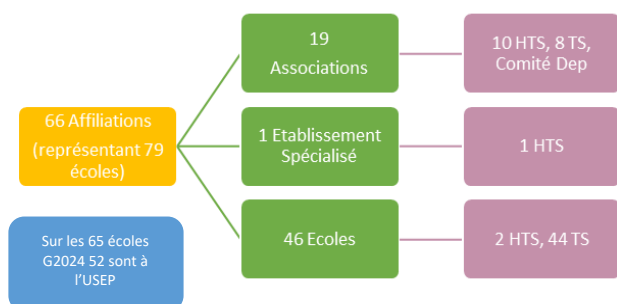 19
Associations
10 HTS, 8 TS,
Comité Dep
66 Affiliations
(représentant 79
écoles)
1 Etablissement
Spécialisé
1 HTS
Sur les 65 écoles
G2024 52 sont à
l’USEP
46 Ecoles
2 HTS, 44 TS